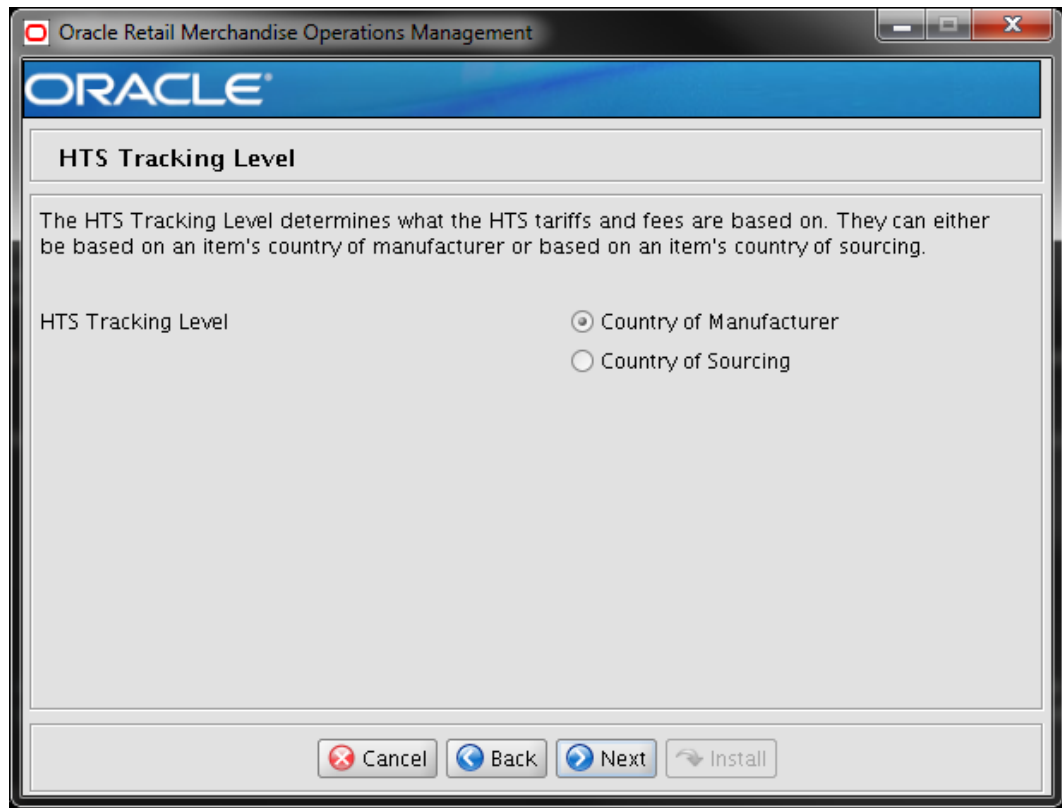 Oracle Retail Merchandise Operations Management
ORACLE®
HTS Tracking Level
The HTS Tracking Level determines what the HTS tariffs and fees are based on. They can either
be based on an item's country of manufacturer or based on an item's country of sourcing.
HTS Tracking Level
Country of Manufacturer
Country of Sourcing
Cancel Back Next Install